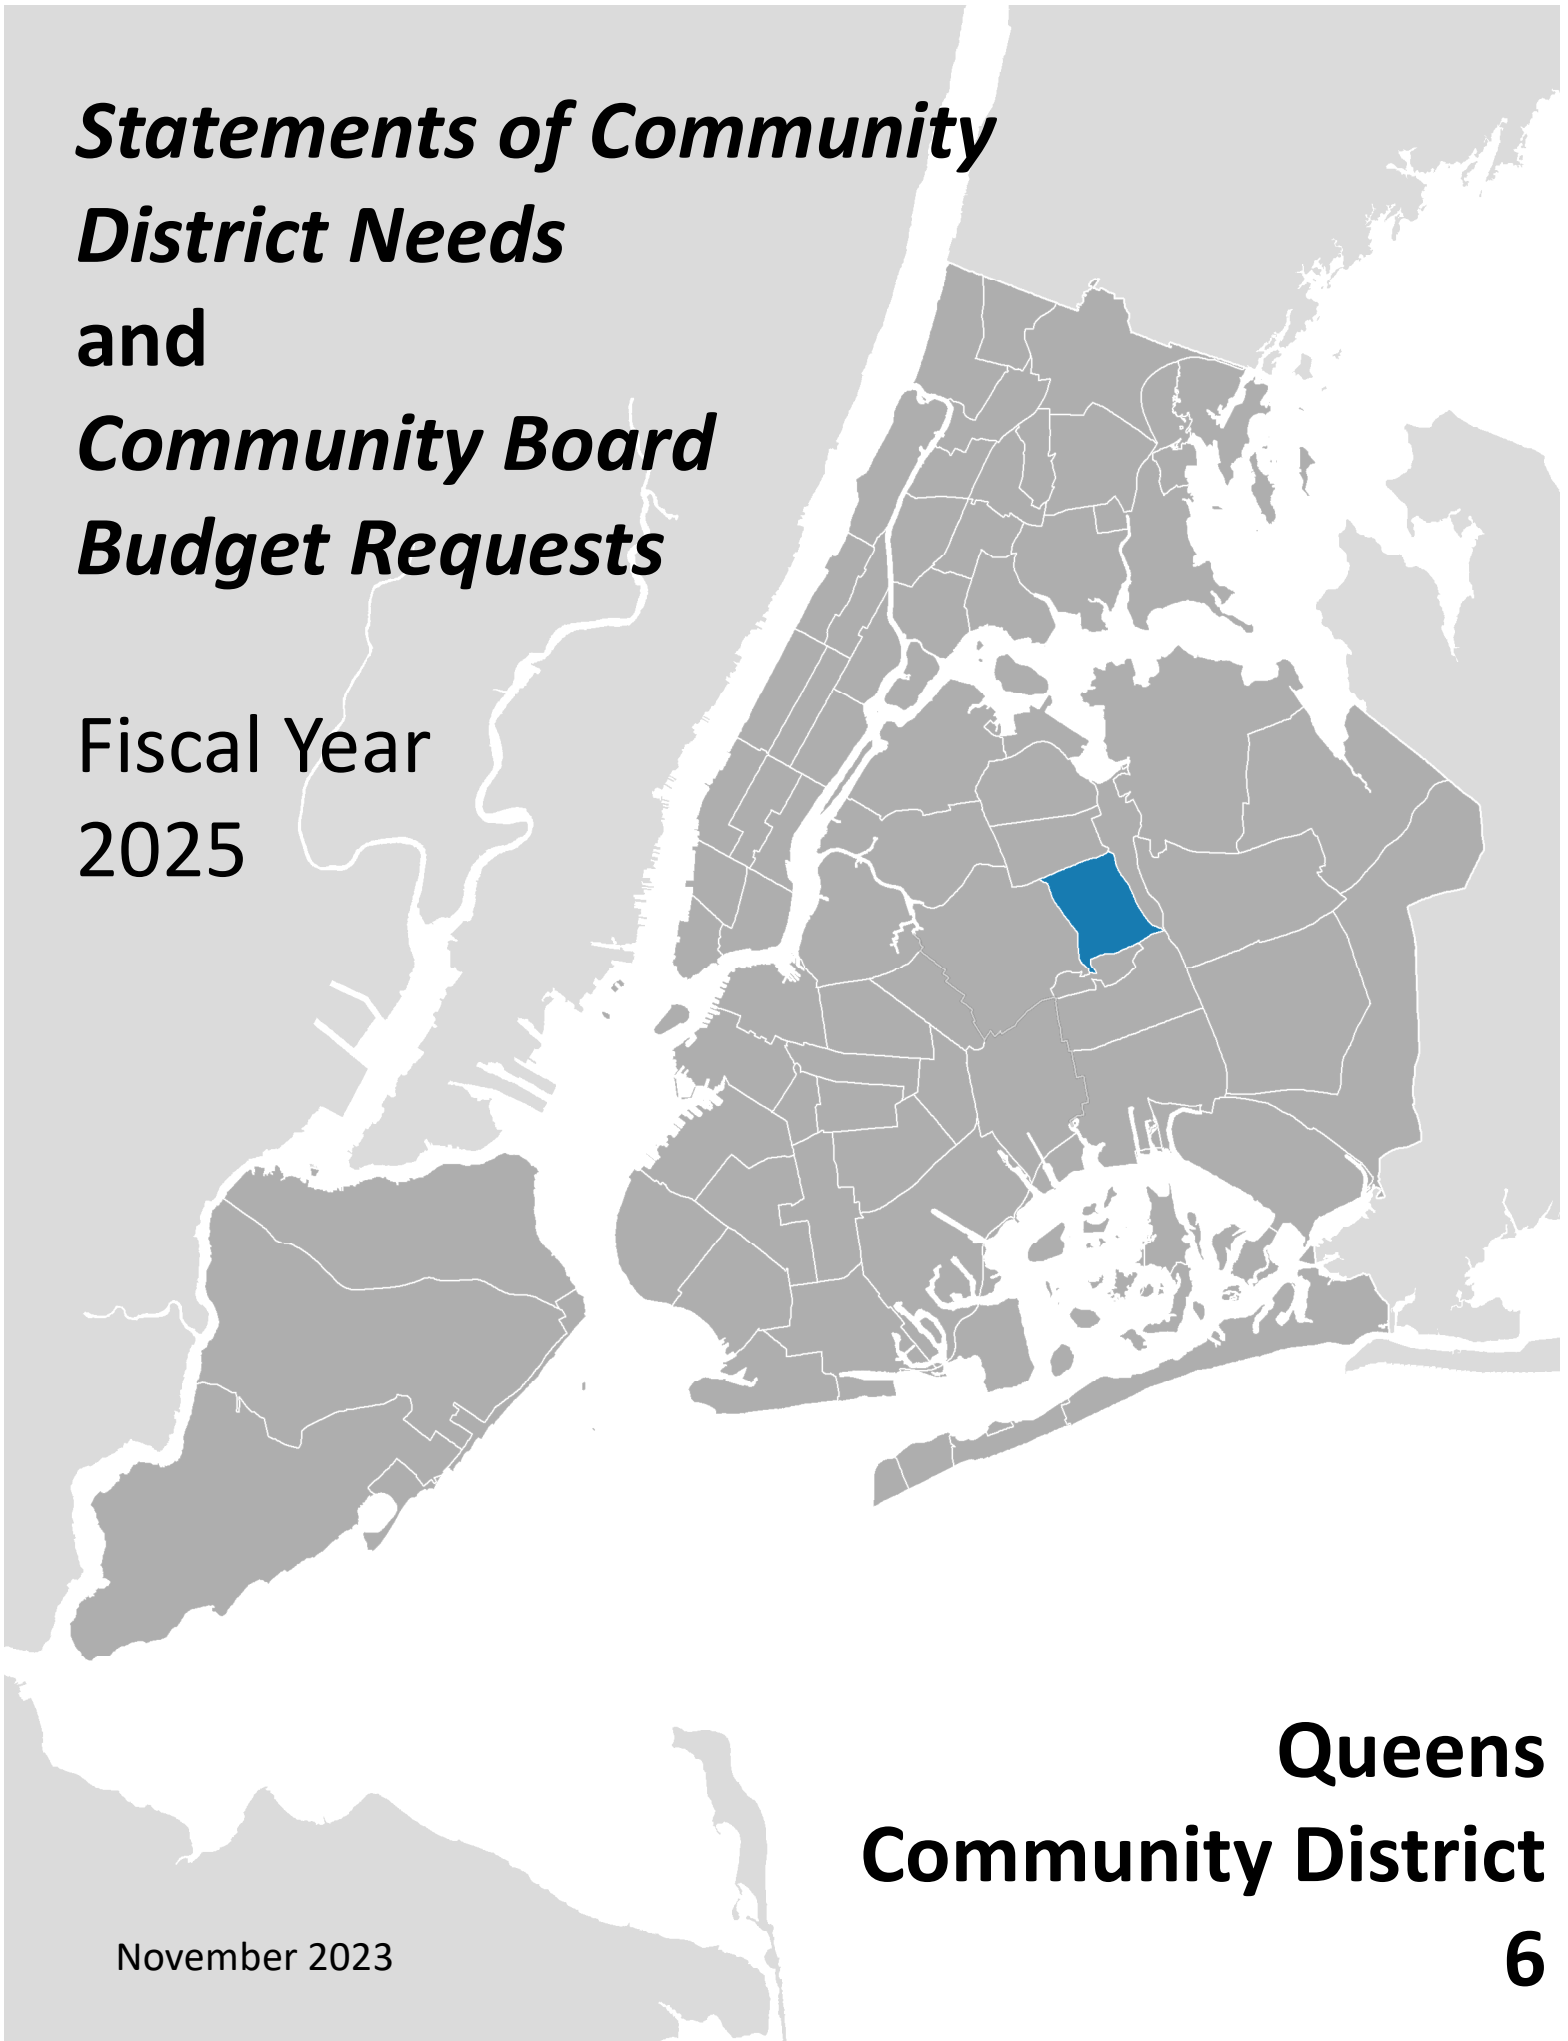 Statements of Community
District Needs
and
Community Board
Budget Requests
Fiscal Year
2025
Queens
Community District
6
November 2023